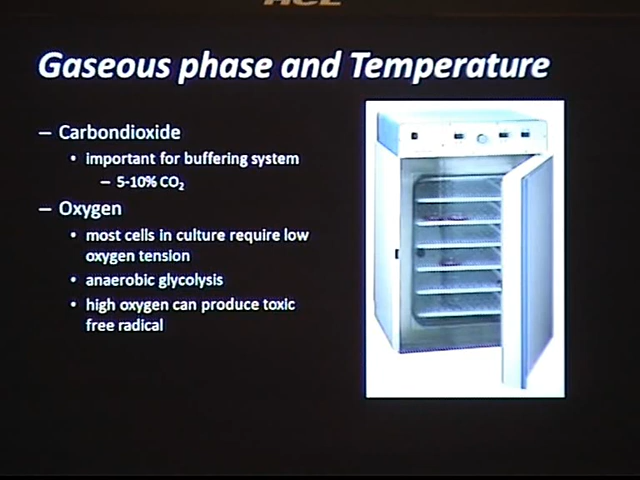 HCL
Gaseous phase and Temperature
– Carbondioxide
• important for buffering system
– 5-10% CO₂
– Oxygen
• most cells in culture require low
oxygen tension
• anaerobic glycolysis
• high oxygen can produce toxic
free radical